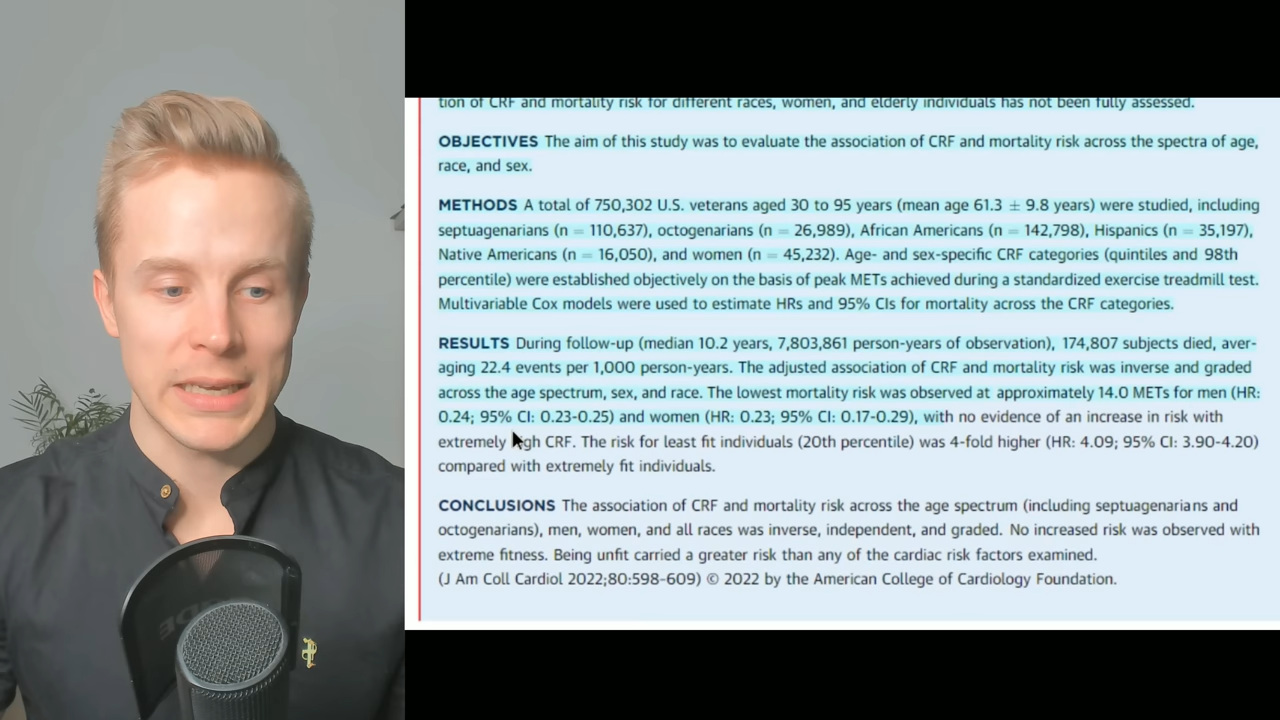 tion of CRF and mortality risk for different races, women, and elderly individuals has not been fully assessed.
OBJECTIVES The aim of this study was to evaluate the association of CRF and mortality risk across the spectra of age,
race, and sex.
METHODS A total of 750,302 U.S. veterans aged 30 to 95 years (mean age 61.3 ± 9.8 years) were studied, including
septuagenarians (n = 110,637), octogenarians (n = 26,989), African Americans (n = 142,798), Hispanics (n = 35,197),
Native Americans (n = 16,050), and women (n = 45,232). Age- and sex-specific CRF categories (quintiles and 98th
percentile) were established objectively on the basis of peak METs achieved during a standardized exercise treadmill test.
Multivariable Cox models were used to estimate HRs and 95% CIs for mortality across the CRF categories.
RESULTS During follow-up (median 10.2 years, 7,803,861 person-years of observation), 174,807 subjects died, aver-
aging 22.4 events per 1,000 person-years. The adjusted association of CRF and mortality risk was inverse and graded
across the age spectrum, sex, and race. The lowest mortality risk was observed at approximately 14.0 METs for men (HR:
0.24; 95% CI: 0.23-0.25) and women (HR: 0.23; 95% CI: 0.17-0.29), with no evidence of an increase in risk with
extremely high CRF. The risk for least fit individuals (20th percentile) was 4-fold higher (HR: 4.09; 95% CI: 3.90-4.20)
compared with extremely fit individuals.
CONCLUSIONS The association of CRF and mortality risk across the age spectrum (including septuagenarians and
octogenarians), men, women, and all races was inverse, independent, and graded. No increased risk was observed with
extreme fitness. Being unfit carried a greater risk than any of the cardiac risk factors examined.
(J Am Coll Cardiol 2022;80:598-609) © 2022 by the American College of Cardiology Foundation.